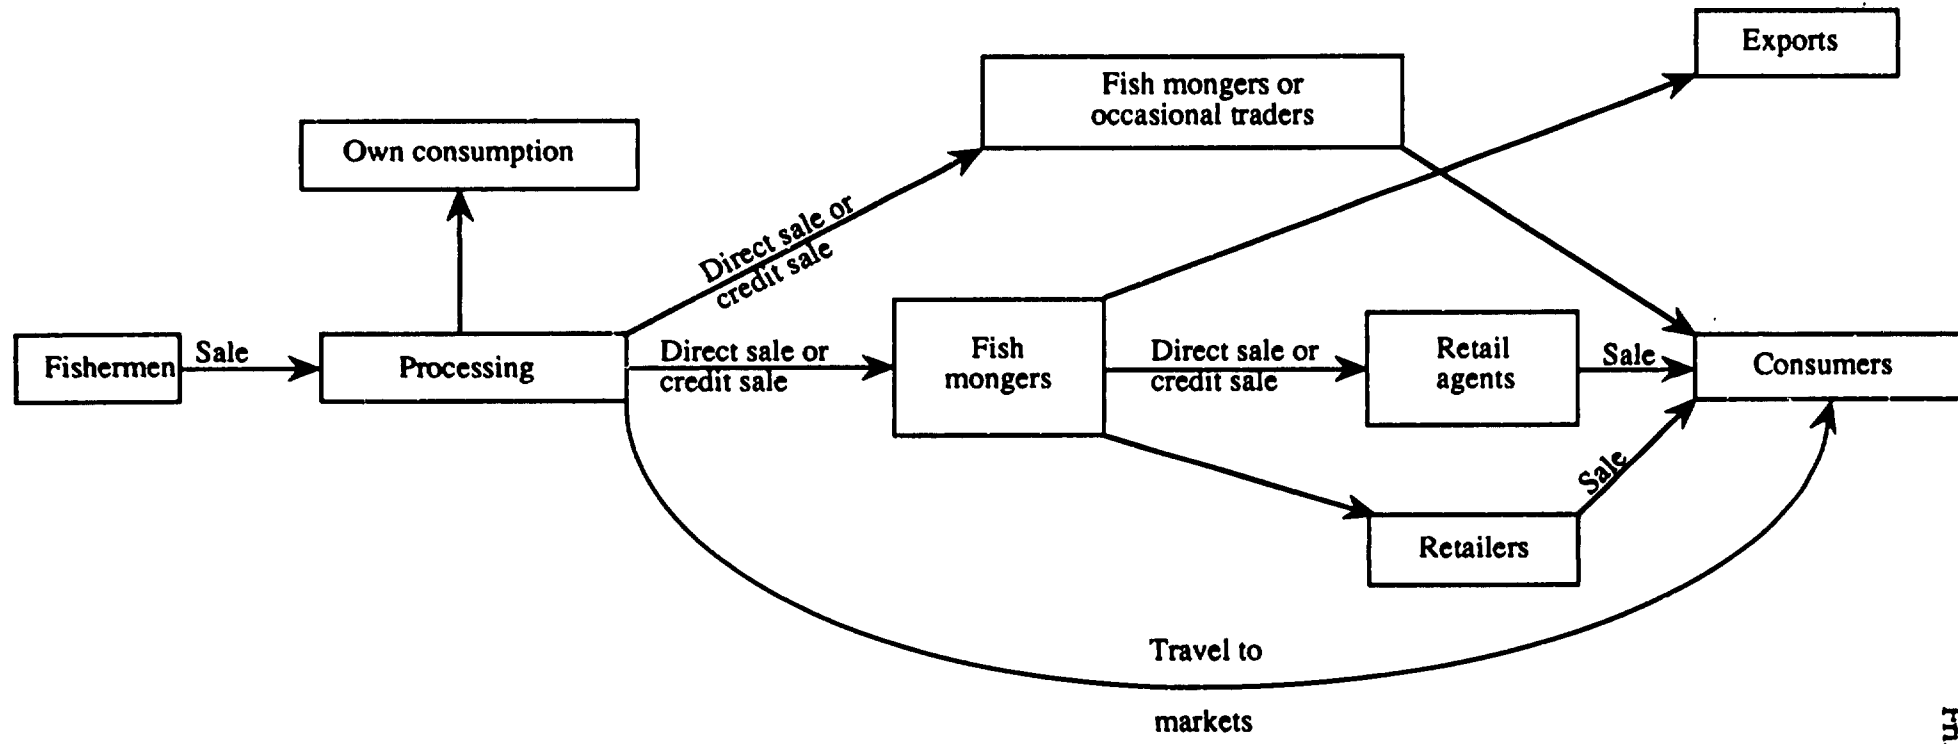 Exports
Fish mongers or
occasional traders
Own consumption
Direct sale or
credit sale
Fishermen
Sale
Processing
Direct sale or
credit sale
Fish
mongers
Direct sale or
credit sale
Retail
agents
Sale
Consumers
Sale
Retailers
Travel to
markets